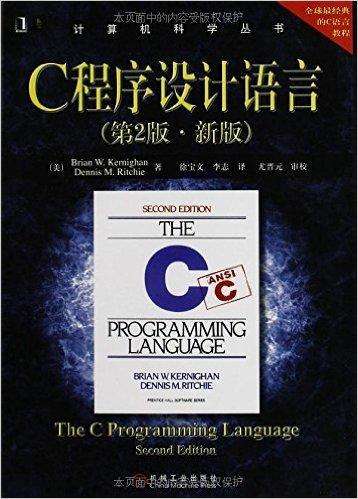 本页面中的内容受版权保护
计算机科学丛书
全球最经典
的C语言
教程
C程序设计语言
(第2版·新版)
(美) Brian W. Kernighan
Dennis M. Ritchie 著 徐宝文 李志 译 尤晋元 审校
SECOND EDITION
THE
C
ANSI
C
PROGRAMMING
LANGUAGE
BRIAN W. KERNIGHAN
DENNIS M. RITCHIE
PRENTICE HALL SOFTWARE SERIES
The C Programming Language
Second Edition
机械工业出版社
China Machine Press
本页面中的内容受版权保护